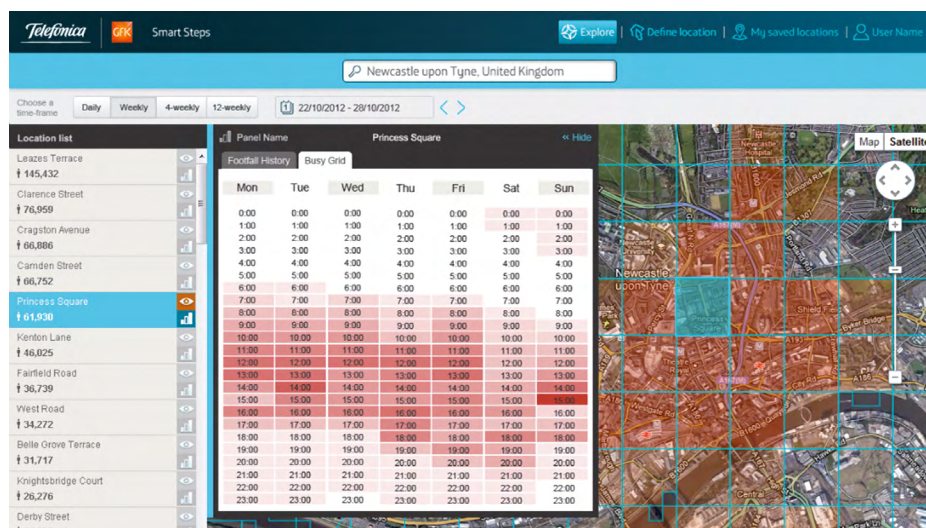 Telefónica GfK Smart Steps Explore Define location My saved locations User Name
Newcastle upon Tyne, United Kingdom
Choose a
time-frame
Daily Weekly 4-weekly 12-weekly 1 22/10/2012 - 28/10/2012
Location list
Leazes Terrace
145,432
Clarence Street
76,959
Cragston Avenue
66,886
Camden Street
66,752
Princess Square
61,930
Kenton Lane
46,025
Fairfield Road
36,739
West Road
34,272
Belle Grove Terrace
31,717
Knightsbridge Court
26,276
Derby Street
Panel Name Princess Square « Hide
Footfall History Busy Grid
Mon Tue Wed Thu Fri Sat Sun
0:00 0:00 0:00 0:00 0:00 0:00 0:00
1:00 1:00 1:00 1:00 1:00 1:00 1:00
2:00 2:00 2:00 2:00 2:00 2:00 2:00
3:00 3:00 3:00 3:00 3:00 3:00 3:00
4:00 4:00 4:00 4:00 4:00 4:00 4:00
5:00 5:00 5:00 5:00 5:00 5:00 5:00
6:00 6:00 6:00 6:00 6:00 6:00 6:00
7:00 7:00 7:00 7:00 7:00 7:00 7:00
8:00 8:00 8:00 8:00 8:00 8:00 8:00
9:00 9:00 9:00 9:00 9:00 9:00 9:00
10:00 10:00 10:00 10:00 10:00 10:00 10:00
11:00 11:00 11:00 11:00 11:00 11:00 11:00
12:00 12:00 12:00 12:00 12:00 12:00 12:00
13:00 13:00 13:00 13:00 13:00 13:00 13:00
14:00 14:00 14:00 14:00 14:00 14:00 14:00
15:00 15:00 15:00 15:00 15:00 15:00 15:00
16:00 16:00 16:00 16:00 16:00 16:00 16:00
17:00 17:00 17:00 17:00 17:00 17:00 17:00
18:00 18:00 18:00 18:00 18:00 18:00 18:00
19:00 19:00 19:00 19:00 19:00 19:00 19:00
20:00 20:00 20:00 20:00 20:00 20:00 20:00
21:00 21:00 21:00 21:00 21:00 21:00 21:00
22:00 22:00 22:00 22:00 22:00 22:00 22:00
23:00 23:00 23:00 23:00 23:00 23:00 23:00
Map Satellite
Newcastle
Hospital
Newcastle
University
Newcastle
upon Tyne
Princess
Square
Shield Field
Byker Bridge
A193
City Rd
A186
Westgate Rd
Central